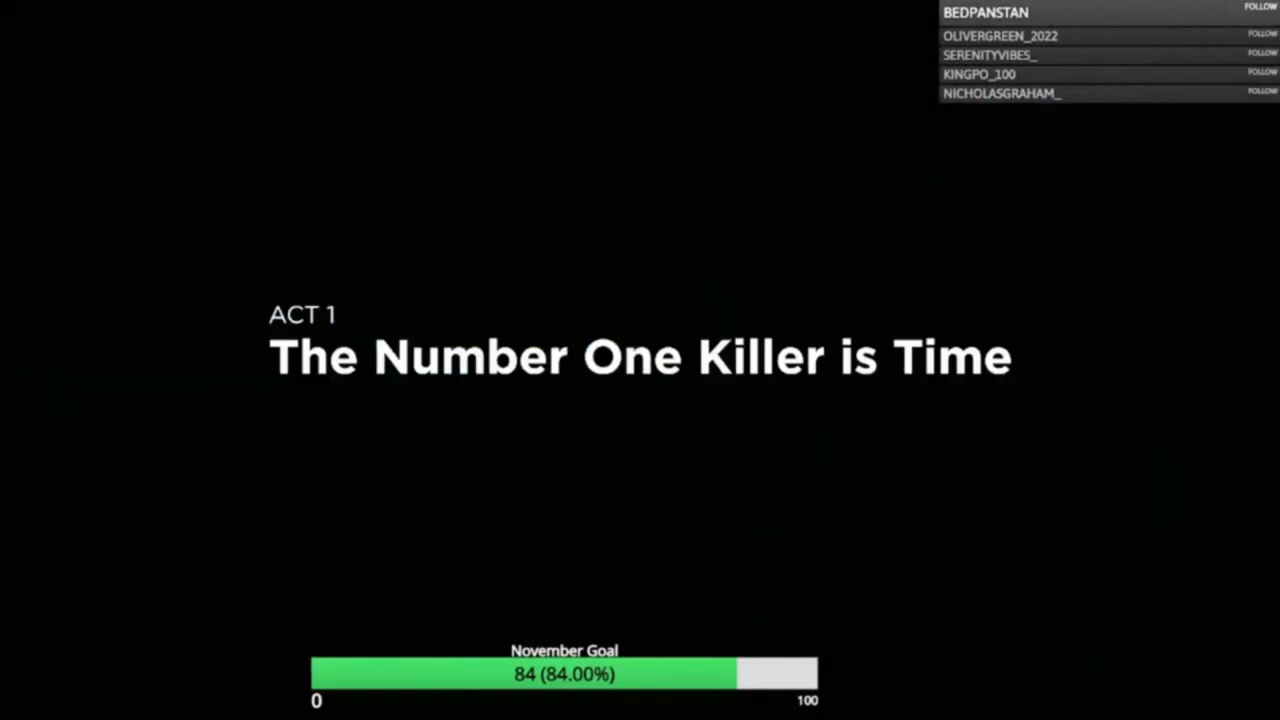 BEDPANSTAN FOLLOW
OLIVERGREEN_2022 FOLLOW
SERENITYVIBES_ FOLLOW
KINGPO_100 FOLLOW
NICHOLASGRAHAM_ FOLLOW
ACT 1
The Number One Killer is Time
November Goal
84 (84.00%)
0 100